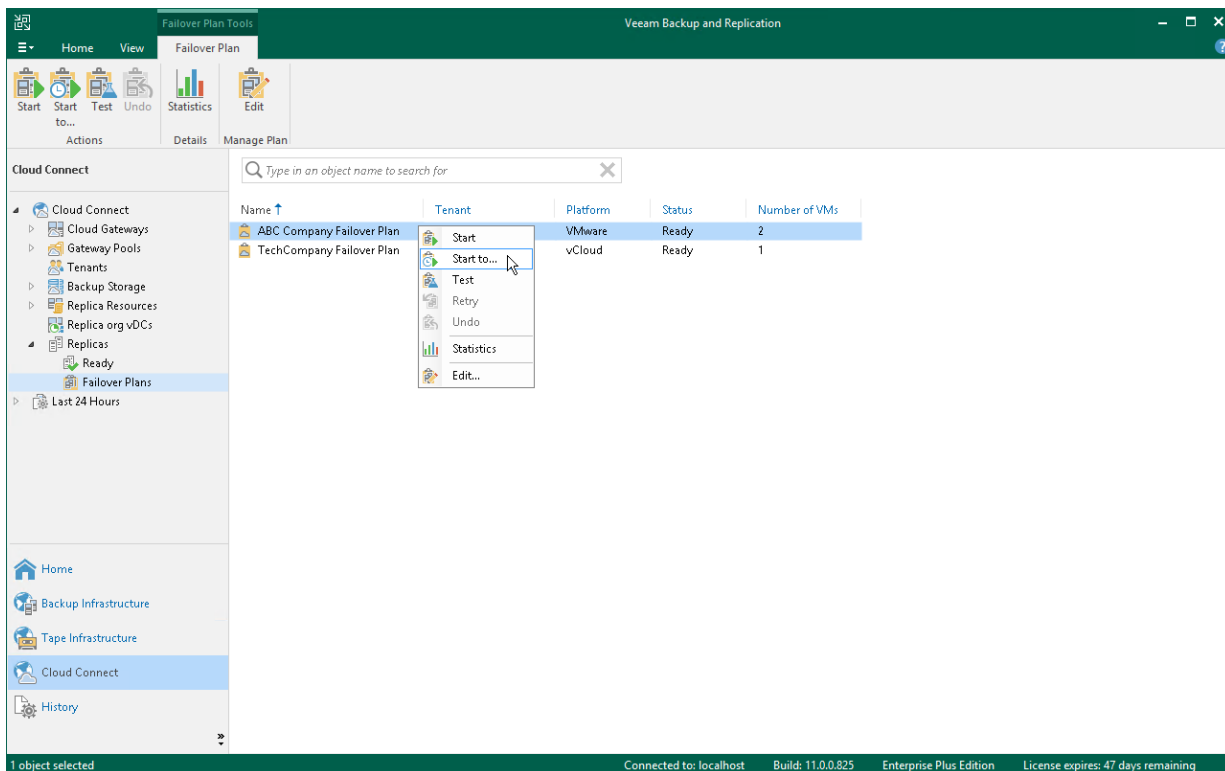 Failover Plan Tools
Veeam Backup and Replication
Home View Failover Plan
Start Start to... Test Undo Statistics Edit
Actions Details Manage Plan
Cloud Connect
Type in an object name to search for
Cloud Connect
Cloud Gateways
Gateway Pools
Tenants
Backup Storage
Replica Resources
Replica org vDCs
Replicas
Ready
Failover Plans
Last 24 Hours
Name Tenant Platform Status Number of VMs
ABC Company Failover Plan VMware Ready 2
TechCompany Failover Plan vCloud Ready 1
Start
Start to...
Test
Retry
Undo
Statistics
Edit...
Home
Backup Infrastructure
Tape Infrastructure
Cloud Connect
History
1 object selected Connected to: localhost Build: 11.0.0.825 Enterprise Plus Edition License expires: 47 days remaining